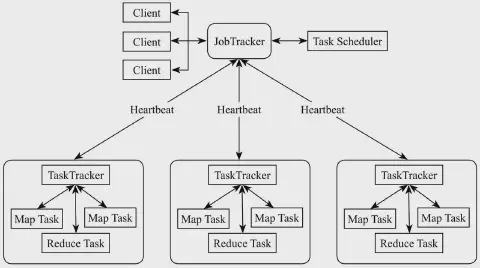 Client
Client
JobTracker
Task Scheduler
Client
Heartbeat
Heartbeat
Heartbeat
TaskTracker
TaskTracker
TaskTracker
Map Task
Map Task
Map Task
Map Task
Map Task
Map Task
Reduce Task
Reduce Task
Reduce Task